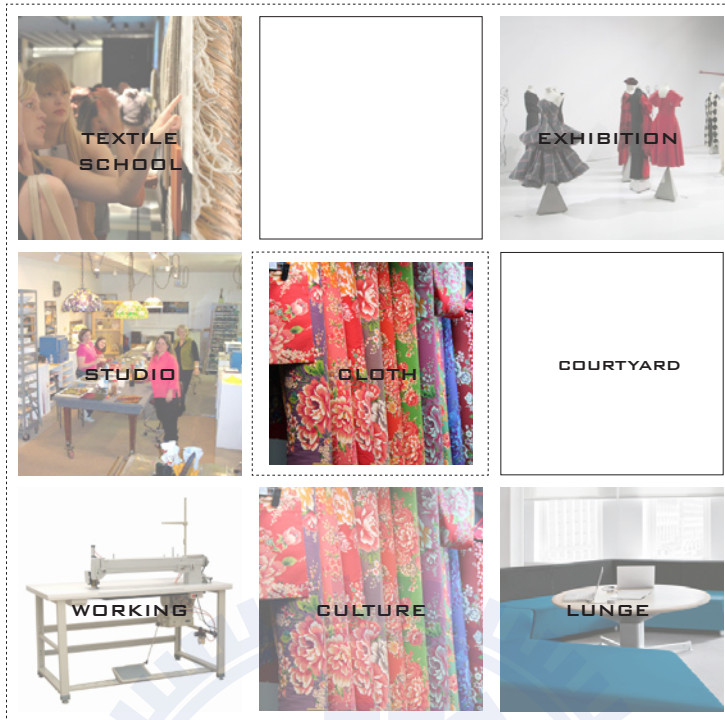 TEXTILE
SCHOOL
EXHIBITION
STUDIO
CLOTH
COURTYARD
WORKING
CULTURE
LUNGE